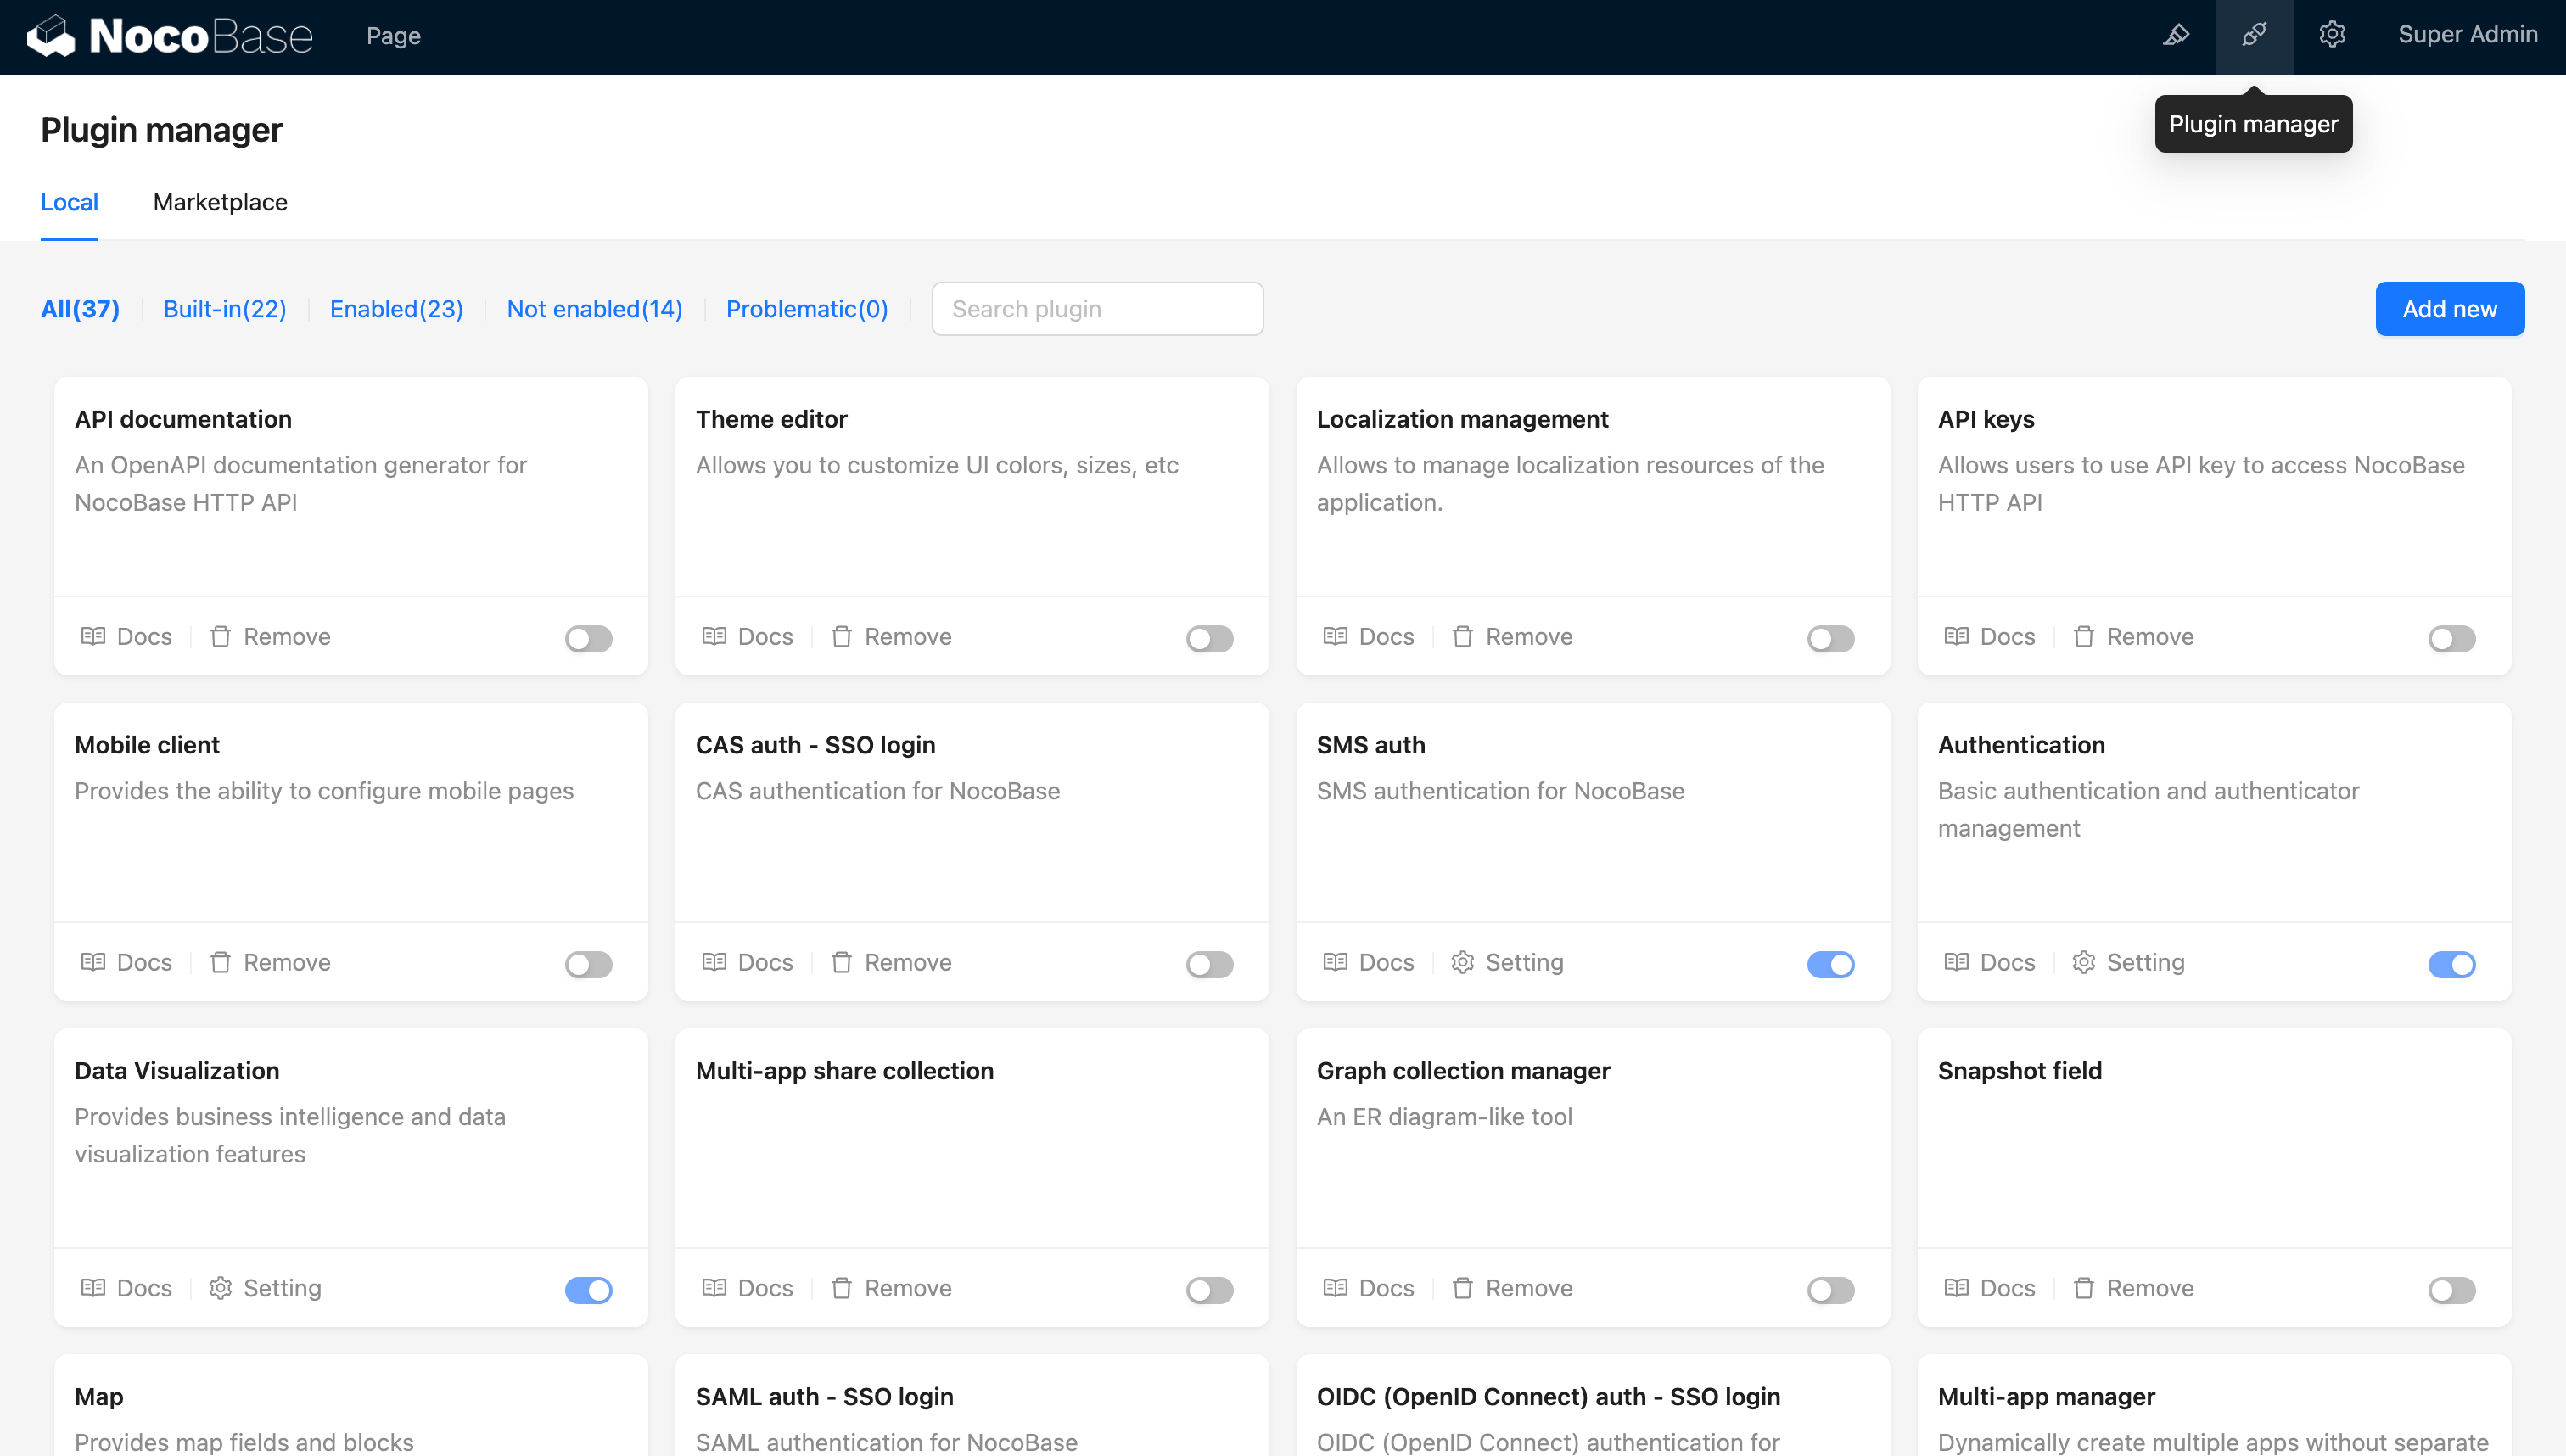 NocoBase Page Super Admin
Plugin manager
Plugin manager
Local Marketplace
All(37) Built-in(22) Enabled(23) Not enabled(14) Problematic(0) Search plugin Add new
API documentation
An OpenAPI documentation generator for
NocoBase HTTP API
Docs Remove
Theme editor
Allows you to customize UI colors, sizes, etc
Docs Remove
Localization management
Allows to manage localization resources of the
application.
Docs Remove
API keys
Allows users to use API key to access NocoBase
HTTP API
Docs Remove
Mobile client
Provides the ability to configure mobile pages
Docs Remove
CAS auth - SSO login
CAS authentication for NocoBase
Docs Remove
SMS auth
SMS authentication for NocoBase
Docs Setting
Authentication
Basic authentication and authenticator
management
Docs Setting
Data Visualization
Provides business intelligence and data
visualization features
Docs Setting
Multi-app share collection
Docs Remove
Graph collection manager
An ER diagram-like tool
Docs Remove
Snapshot field
Docs Remove
Map
Provides map fields and blocks
SAML auth - SSO login
SAML authentication for NocoBase
OIDC (OpenID Connect) auth - SSO login
OIDC (OpenID Connect) authentication for
Multi-app manager
Dynamically create multiple apps without separate